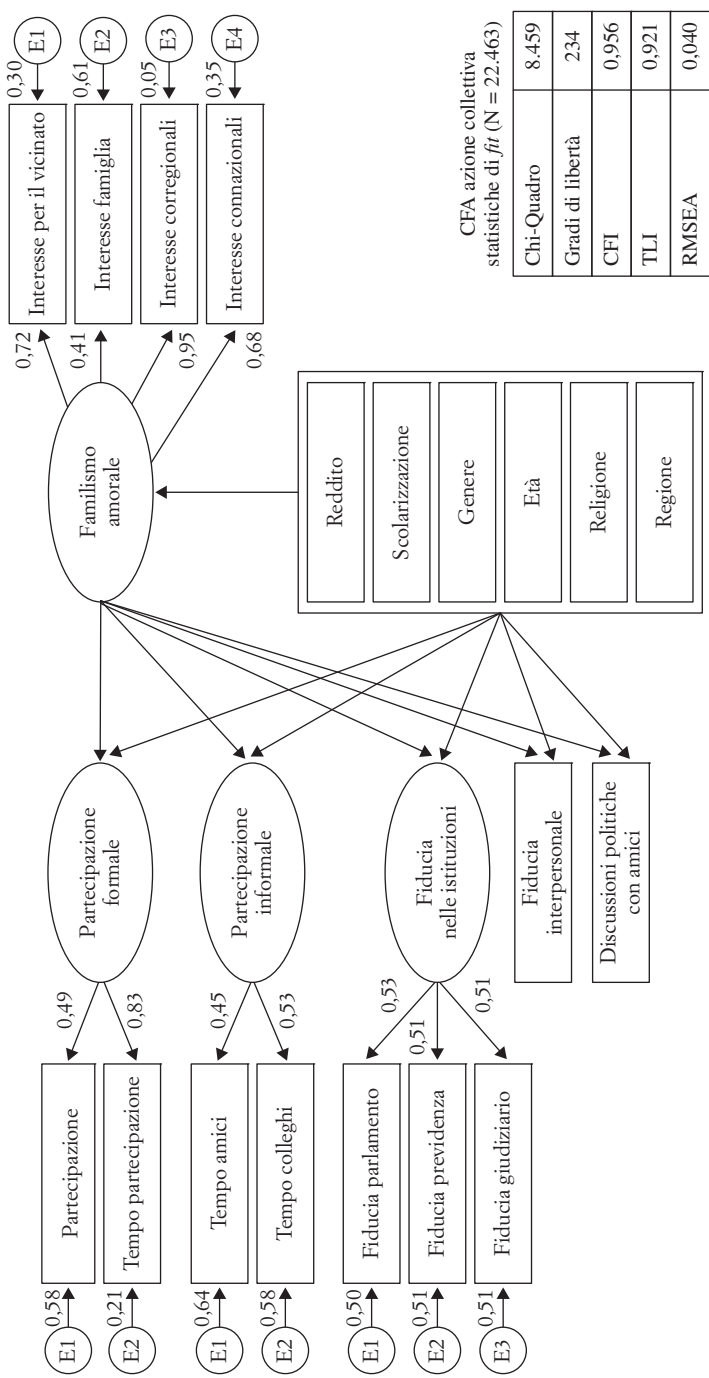 E1
0,58
Partecipazione
0,49
E2
0,21
Tempo partecipazione
0,83
Partecipazione
formale
E1
0,64
Tempo amici
0,45
E2
0,58
Tempo colleghi
0,53
Partecipazione
informale
E1
0,50
Fiducia parlamento
0,53
E2
0,51
Fiducia previdenza
0,51
E3
0,51
Fiducia giudiziario
0,51
Fiducia
nelle istituzioni
Fiducia
interpersonale
Discussioni politiche
con amici
Familismo
amorale
Reddito
Scolarizzazione
Genere
Età
Religione
Regione
0,72
Interesse per il vicinato
0,30
E1
0,41
Interesse famiglia
0,61
E2
0,95
Interesse corregionali
0,05
E3
0,68
Interesse connazionali
0,35
E4
CFA azione collettiva
statistiche di fit (N = 22.463)
Chi-Quadro 8.459
Gradi di libertà 234
CFI 0,956
TLI 0,921
RMSEA 0,040